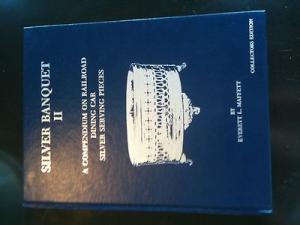 SILVER BANQUET
II
A COMPENDIUM ON RAILROAD
DINING CAR
SILVER SERVING PIECES
BY
EVERETT L. MAFFETT
COLLECTORS EDITION